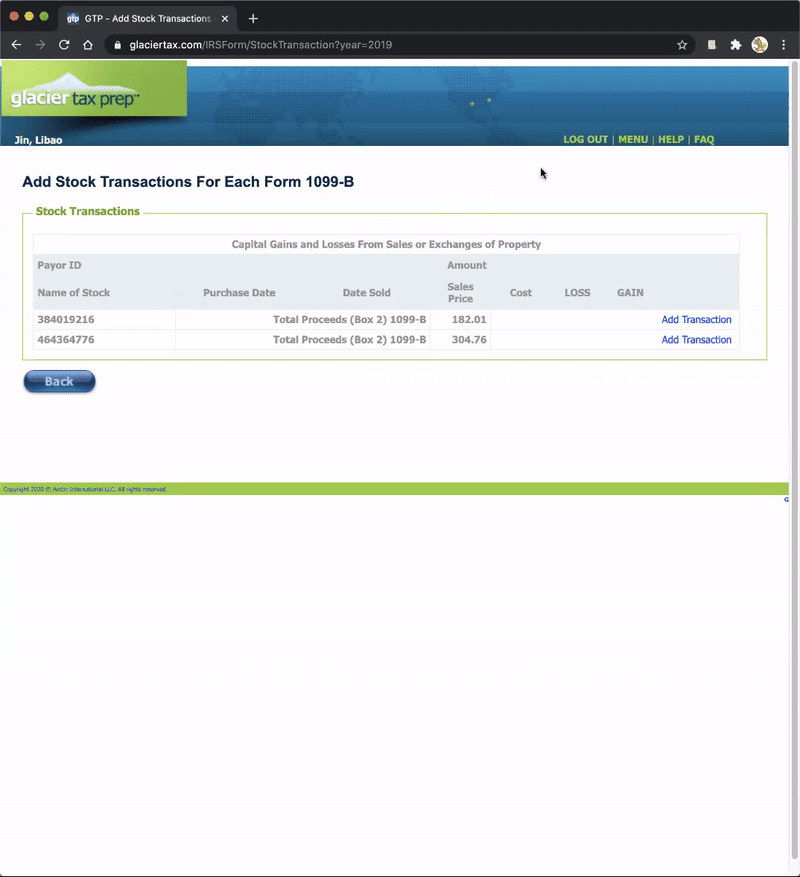 GTP - Add Stock Transactions
glaciertax.com/IRSForm/StockTransaction?year=2019
glacier tax prep™
Jin, Libao
LOG OUT | MENU | HELP | FAQ
Add Stock Transactions For Each Form 1099-B
Stock Transactions
Capital Gains and Losses From Sales or Exchanges of Property
Payor ID Amount
Name of Stock Purchase Date Date Sold Sales Price Cost LOSS GAIN
384019216 Total Proceeds (Box 2) 1099-B 182.01 Add Transaction
464364776 Total Proceeds (Box 2) 1099-B 304.76 Add Transaction
Back
Copyright 2020 © Arctic International LLC. All rights reserved.
G